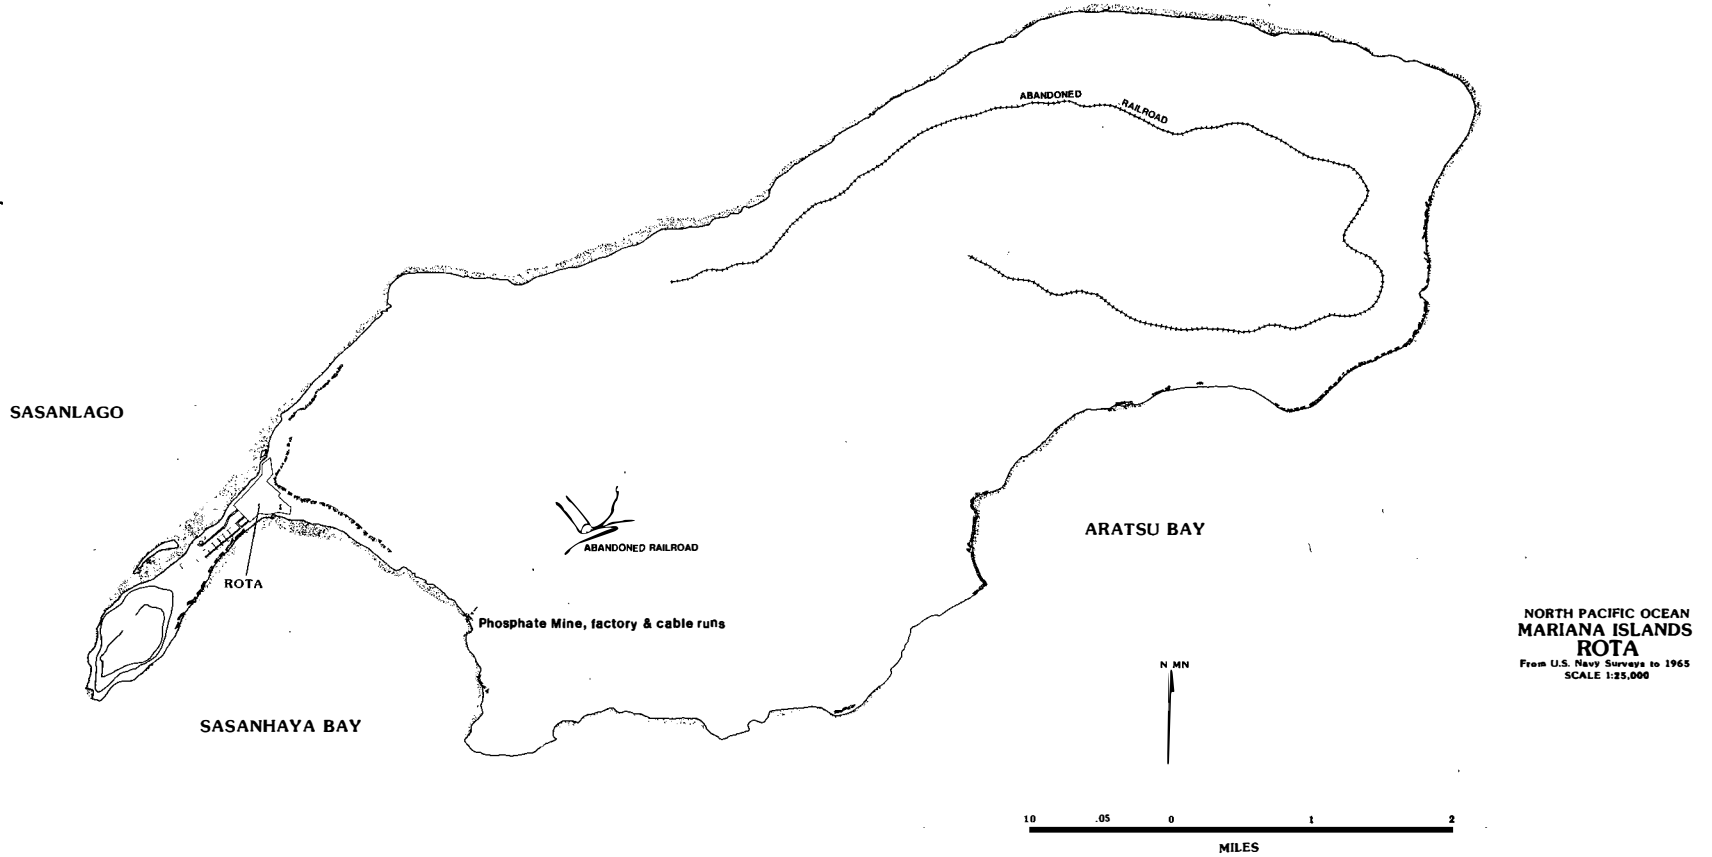 ABANDONED RAILROAD
SASANLAGO
ABANDONED RAILROAD
ARATSU BAY
ROTA
Phosphate Mine, factory & cable runs
SASANHAYA BAY
N MN
NORTH PACIFIC OCEAN
MARIANA ISLANDS
ROTA
From U.S. Navy Surveys to 1965
SCALE 1:25,000
10 .05 0 1 2
MILES